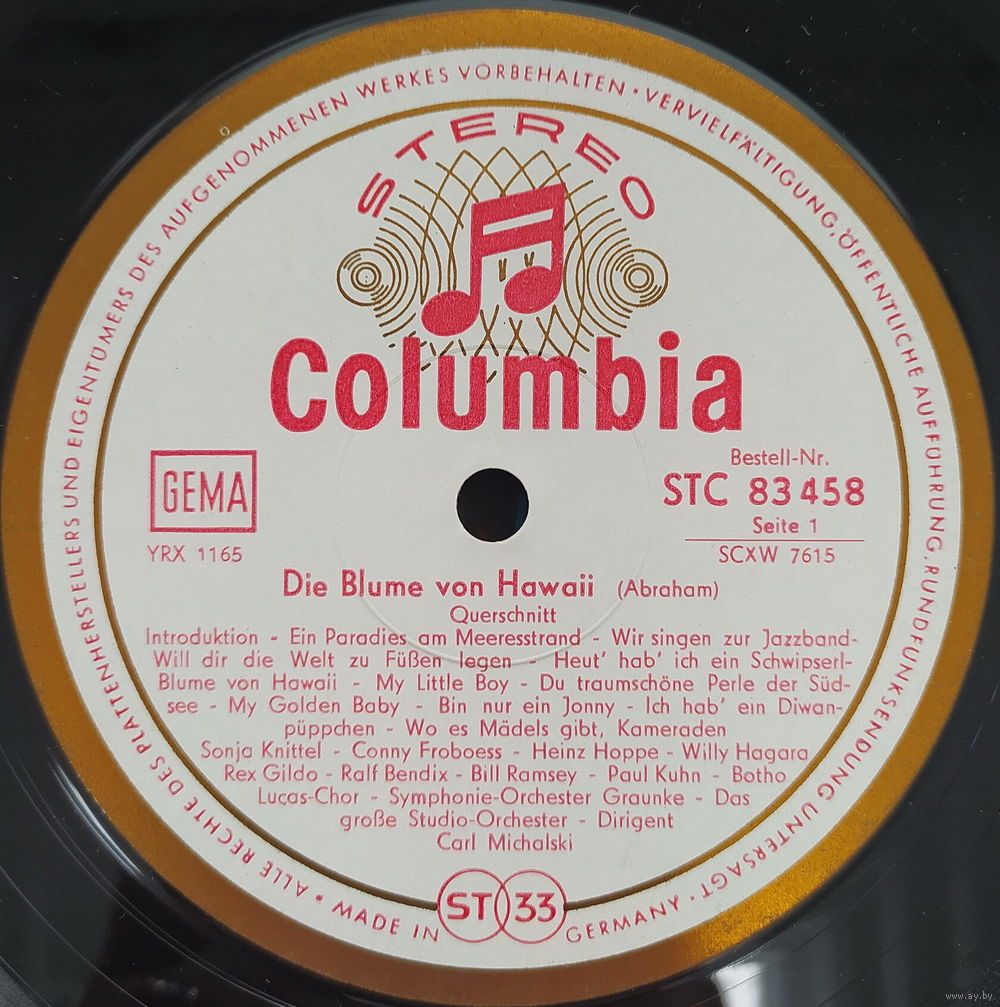 ALLE RECHTE DES PLATTENHERSTELLERS UND EIGENTÜMERS DES AUFGENOMMENEN WERKES VORBEHALTEN · VERVIELFÄLTIGUNG, ÖFFENTLICHE AUFFÜHRUNG, RUNDFUNKSENDUNG UNTERSAGT ·
STEREO
Columbia
GEMA
YRX 1165
Bestell-Nr.
STC 83 458
Seite 1
SCXW 7615
Die Blume von Hawaii (Abraham)
Querschnitt
Introduktion - Ein Paradies am Meeresstrand - Wir singen zur Jazzband-
Will dir die Welt zu Füßen legen - Heut' hab' ich ein Schwipserl-
Blume von Hawaii - My Little Boy - Du traumschöne Perle der Süd-
see - My Golden Baby - Bin nur ein Jonny - Ich hab' ein Diwan-
püppchen - Wo es Mädels gibt, Kameraden
Sonja Knittel - Conny Froboess - Heinz Hoppe - Willy Hagara
Rex Gildo - Ralf Bendix - Bill Ramsey - Paul Kuhn - Botho
Lucas-Chor - Symphonie-Orchester Graunke - Das
große Studio-Orchester - Dirigent
Carl Michalski
ST 33
• MADE IN GERMANY
www.ay.by